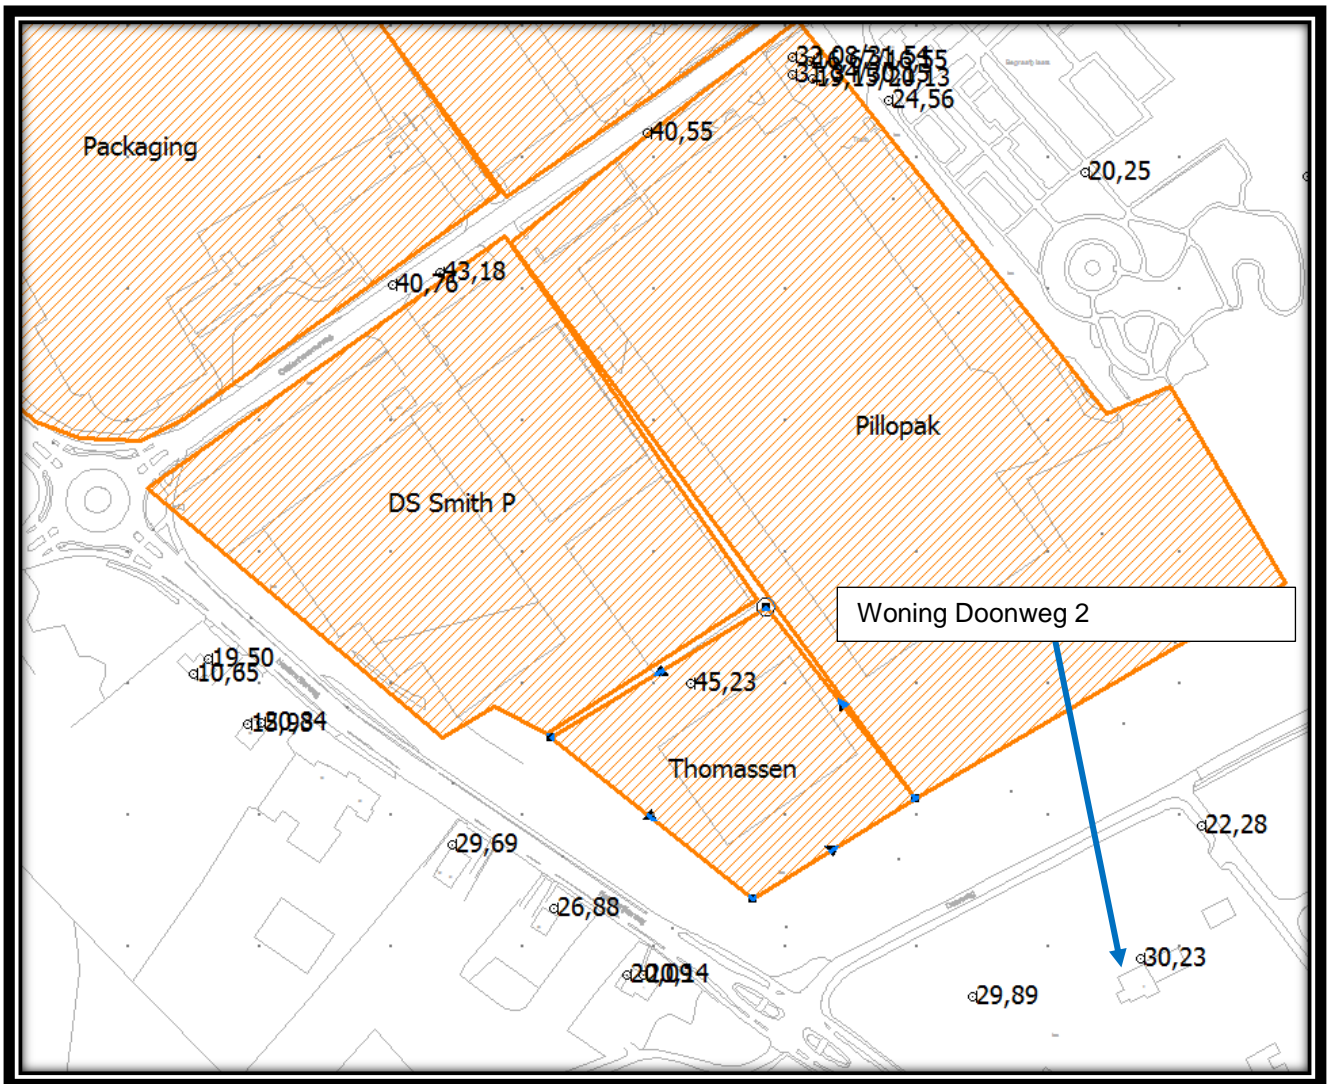 40,55
24,56
20,25
Packaging
43,18
40,76
Pillopak
DS Smith P
Woning Doonweg 2
19,50
10,65
45,23
Thomassen
22,28
29,69
26,88
30,23
29,89
Doonweg